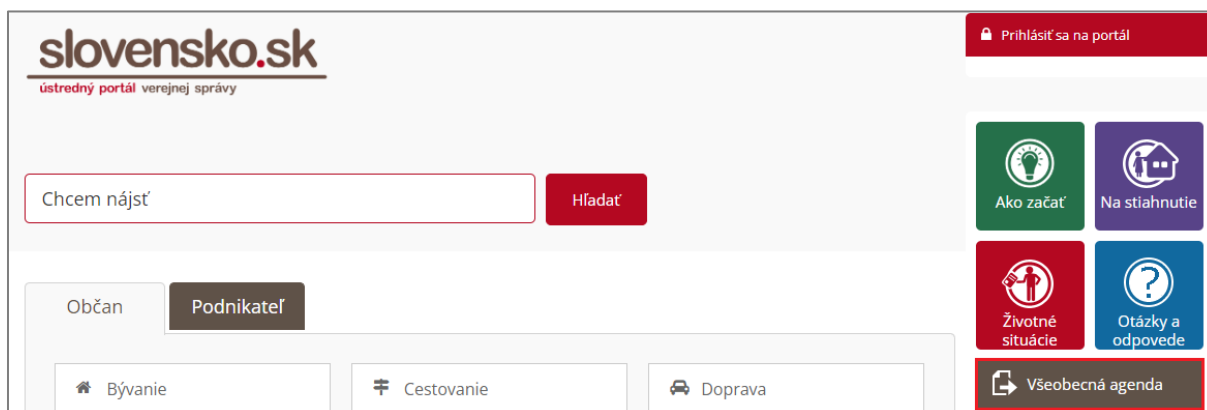 slovensko.sk
ústredný portál verejnej správy
Prihlásiť sa na portál
Chcem nájsť
Hľadať
Ako začať
Na stiahnutie
Životné
situácie
Otázky a
odpovede
Všeobecná agenda
Občan
Podnikateľ
Bývanie
Cestovanie
Doprava